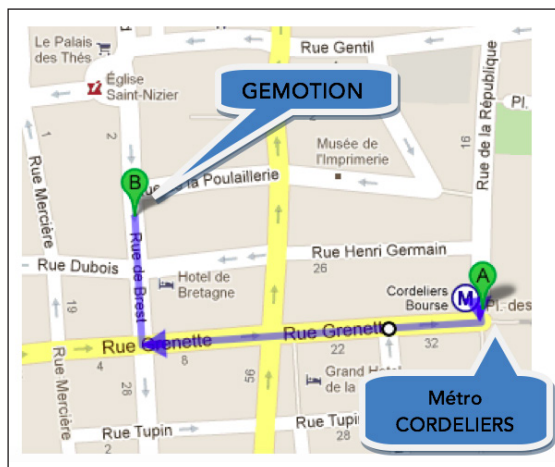 Le Palais
des Thés
Rue Gentil
Église
Saint-Nizier
GEMOTION
Rue de la République
Pl.
1
2
2
16
Musée de
l'Imprimerie
B
la Poulaillerie
Rue Mercière
Rue de Brest
Rue Henri Germain
26
A
Rue Dubois
Hotel de
Bretagne
Cordeliers
Bourse
M
Pl. des
19
Rue Grenette
Rue Grenette
4
8
22
32
Rue Mercière
28
56
Grand Hotel
de la
Métro
CORDELIERS
Rue Tupin
Rue Tupin
2
28